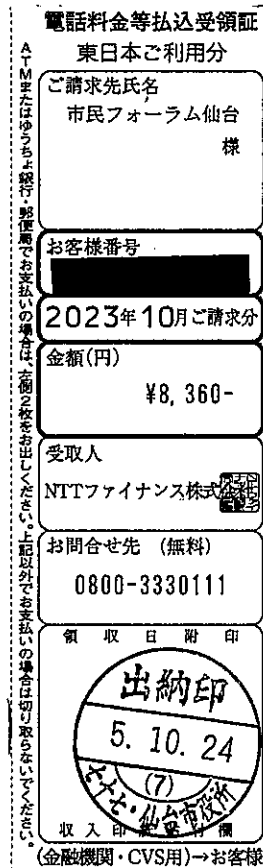 電話料金等払込受領証
東日本ご利用分
ご請求先氏名
市民フォーラム仙台
様
お客様番号
2023年10月ご請求分
金額(円)
¥8,360-
受取人
NTTファイナンス株式会社
お問合せ先 (無料)
0800-3330111
領収日附印
出納印
5.10.24
(7)
七十七・仙台市役所
収入印紙貼付欄
(金融機関・CVS用)→お客様
ATMまたはゆうちょ銀行・郵便局でお支払いの場合は、左側2枚をお出しください。上記以外でお支払いの場合は切り取らないでください。